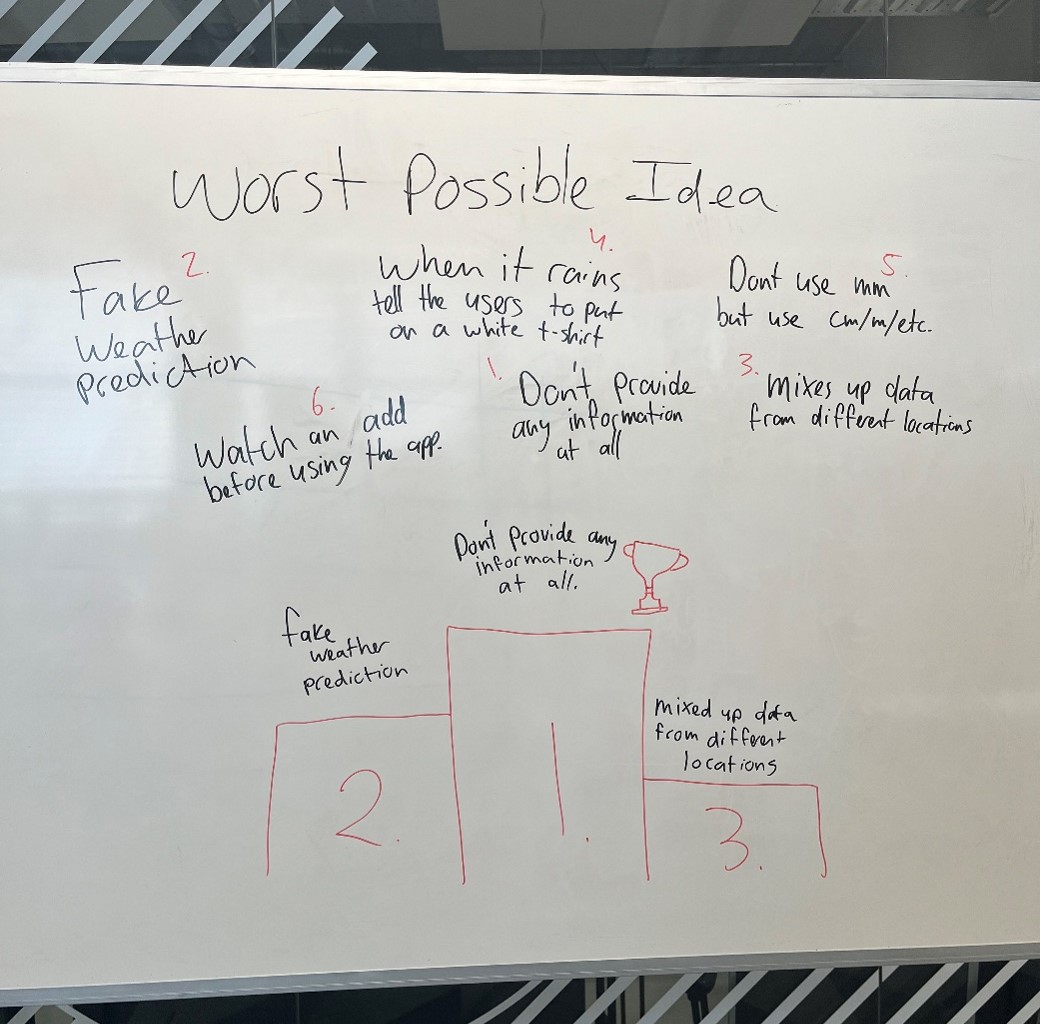 Worst Possible Idea
2.
Fake
Weather
prediction
4.
When it rains
tell the users to put
on a white t-shirt
5.
Dont use mm
but use cm/m/etc.
6.
Watch an add
before using the app.
1.
Don't provide
any information
at all
3.
mixes up data
from different locations
Don't provide any
information
at all.
fake
weather
prediction
mixed up data
from different
locations
2.
1.
3.